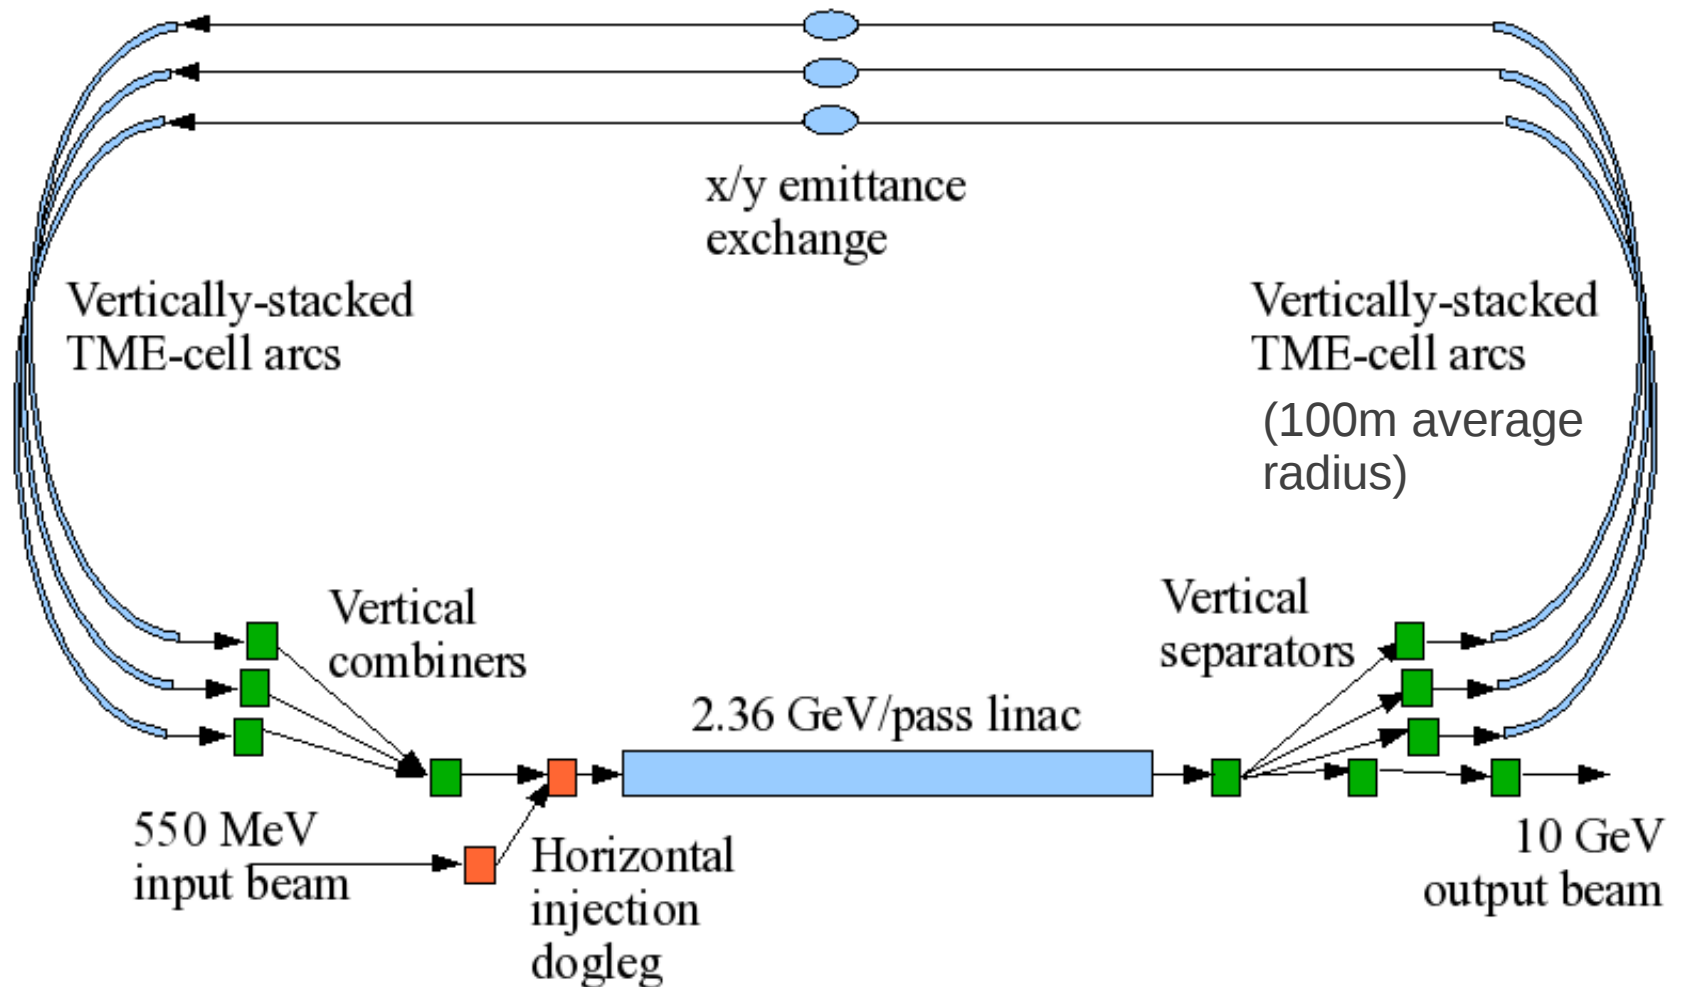 x/y emittance
exchange
Vertically-stacked
TME-cell arcs
Vertically-stacked
TME-cell arcs
(100m average
radius)
Vertical
combiners
Vertical
separators
2.36 GeV/pass linac
550 MeV
input beam
Horizontal
injection
dogleg
10 GeV
output beam